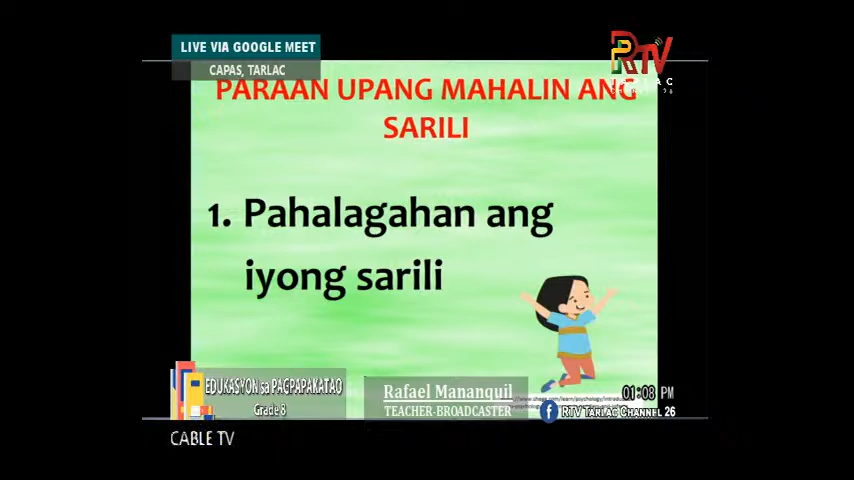 LIVE VIA GOOGLE MEET
CAPAS, TARLAC
RTV
PARAAN UPANG MAHALIN ANG
SARILI
1. Pahalagahan ang
iyong sarili
EDUKASYON sa PAGPAPAKATAO
Grade 8
Rafael Mananquil
TEACHER-BROADCASTER
01:08 PM
RTV TARLAC CHANNEL 26
CABLE TV